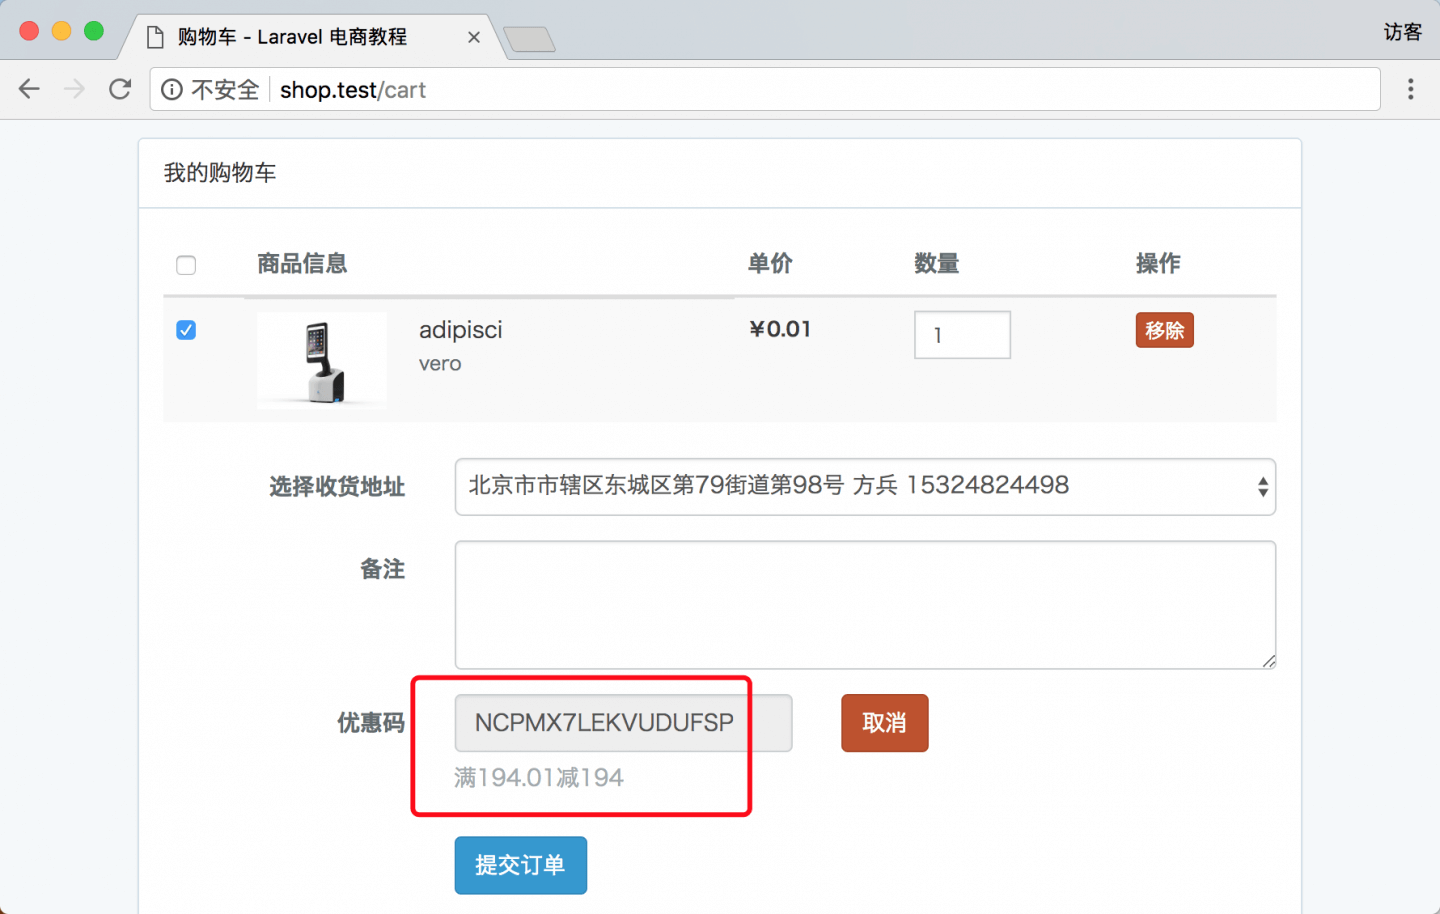 购物车 - Laravel 电商教程
访客
不安全 shop.test/cart
我的购物车
商品信息 单价 数量 操作
adipisci ¥0.01 1 移除
vero
选择收货地址 北京市市辖区东城区第79街道第98号 方兵 15324824498
备注
优惠码 NCPMX7LEKVUDUFSP 取消
满194.01减194
提交订单